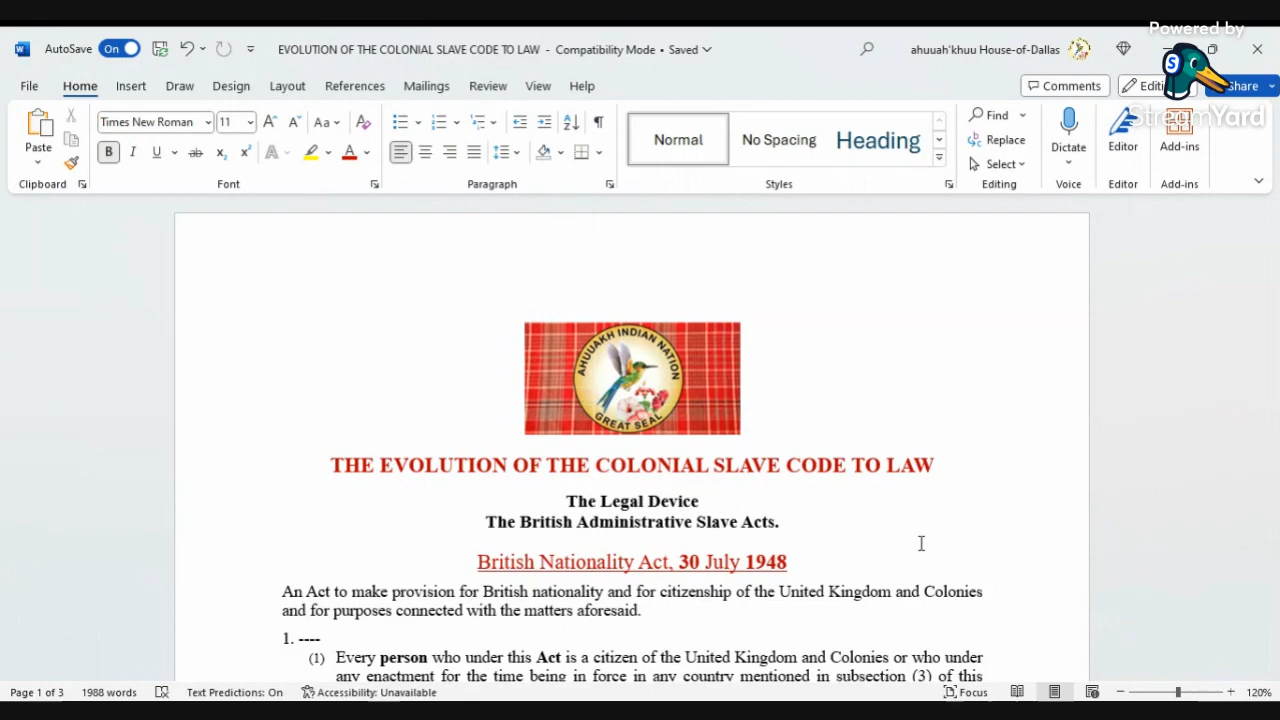 Powered by
StreamYard
AutoSave On EVOLUTION OF THE COLONIAL SLAVE CODE TO LAW - Compatibility Mode • Saved ahuuah'khuu House-of-Dallas
File Home Insert Draw Design Layout References Mailings Review View Help Comments Share
Times New Roman 11 Aa
Paste
Normal No Spacing Heading
Find
Replace
Select
Dictate Editor Add-ins
Clipboard Font Paragraph Styles Editing Voice Editor Add-ins
AHUUAKH INDIAN NATION
GREAT SEAL
THE EVOLUTION OF THE COLONIAL SLAVE CODE TO LAW
The Legal Device
The British Administrative Slave Acts.
British Nationality Act, 30 July 1948
An Act to make provision for British nationality and for citizenship of the United Kingdom and Colonies
and for purposes connected with the matters aforesaid.
1. ----
(1) Every person who under this Act is a citizen of the United Kingdom and Colonies or who under
any enactment for the time being in force in any country mentioned in subsection (3) of this
Page 1 of 3 1988 words Text Predictions: On Accessibility: Unavailable Focus 120%